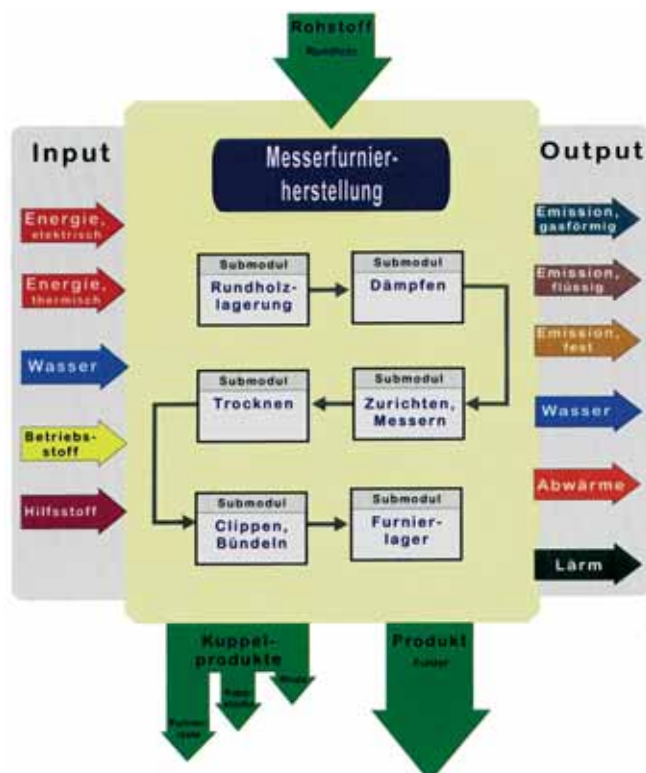 Rohstoff
Rundholz
Input
Messerfurnier-
herstellung
Output
Energie,
elektrisch
Energie,
thermisch
Wasser
Betriebs-
stoff
Hilfsstoff
Submodul
Rundholz-
lagerung
Submodul
Dämpfen
Submodul
Trocknen
Submodul
Zurichten,
Messern
Submodul
Clippen,
Bündeln
Submodul
Furnier-
lager
Emission,
gasförmig
Emission,
flüssig
Emission,
fest
Wasser
Abwärme
Lärm
Kuppel-
produkte
Produkt